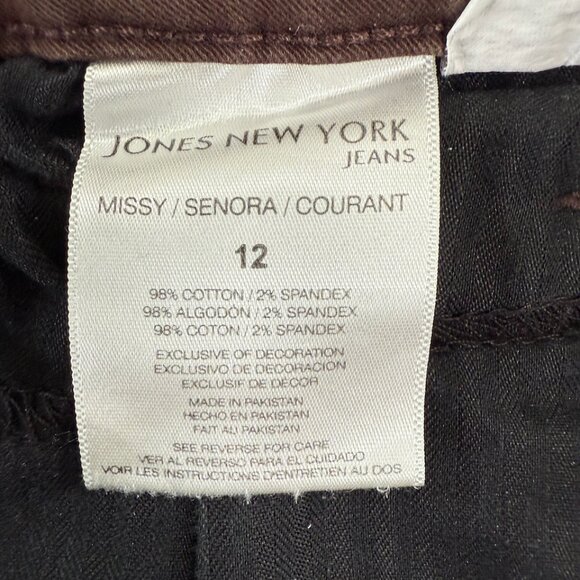 JONES NEW YORK
JEANS
MISSY / SENORA / COURANT
12
98% COTTON / 2% SPANDEX
98% ALGODON / 2% SPANDEX
98% COTON / 2% SPANDEX
EXCLUSIVE OF DECORATION
EXCLUSIVO DE DECORACION
EXCLUSIF DE DECOR
MADE IN PAKISTAN
HECHO EN PAKISTAN
FAIT AU PAKISTAN
SEE REVERSE FOR CARE
VER AL REVERSO PARA EL CUIDADO
VOIR LES INSTRUCTIONS D'ENTRETIEN AU DOS